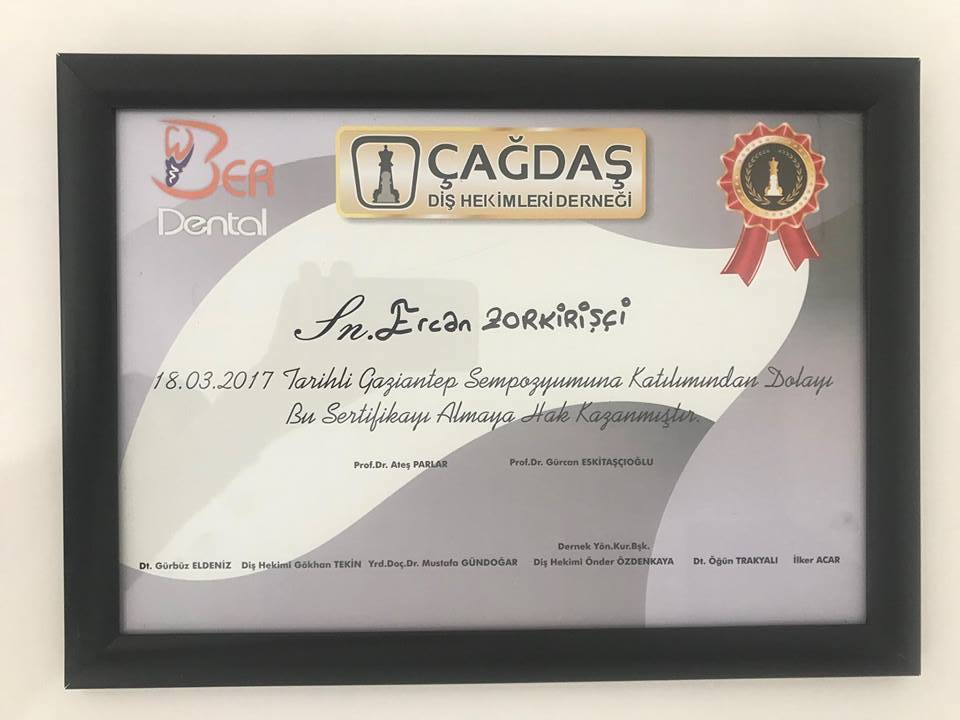 BER
Dental
ÇAĞDAŞ
DİŞ HEKİMLERİ DERNEĞİ
Sn. Ercan ZORKİRİŞÇİ
18.03.2017 Tarihli Gaziantep Sempozyumuna Katılımından Dolayı
Bu Sertifikayı Almaya Hak Kazanmıştır.
Prof.Dr. Ateş PARLAR Prof.Dr. Gürcan ESKİTAŞÇIOĞLU
Dernek Yön.Kur.Bşk.
Dt. Gürbüz ELDENİZ Diş Hekimi Gökhan TEKİN Yrd.Doç.Dr. Mustafa GÜNDOĞAR Diş Hekimi Önder ÖZDENKAYA Dt. Öğün TRAKYALI İlker ACAR